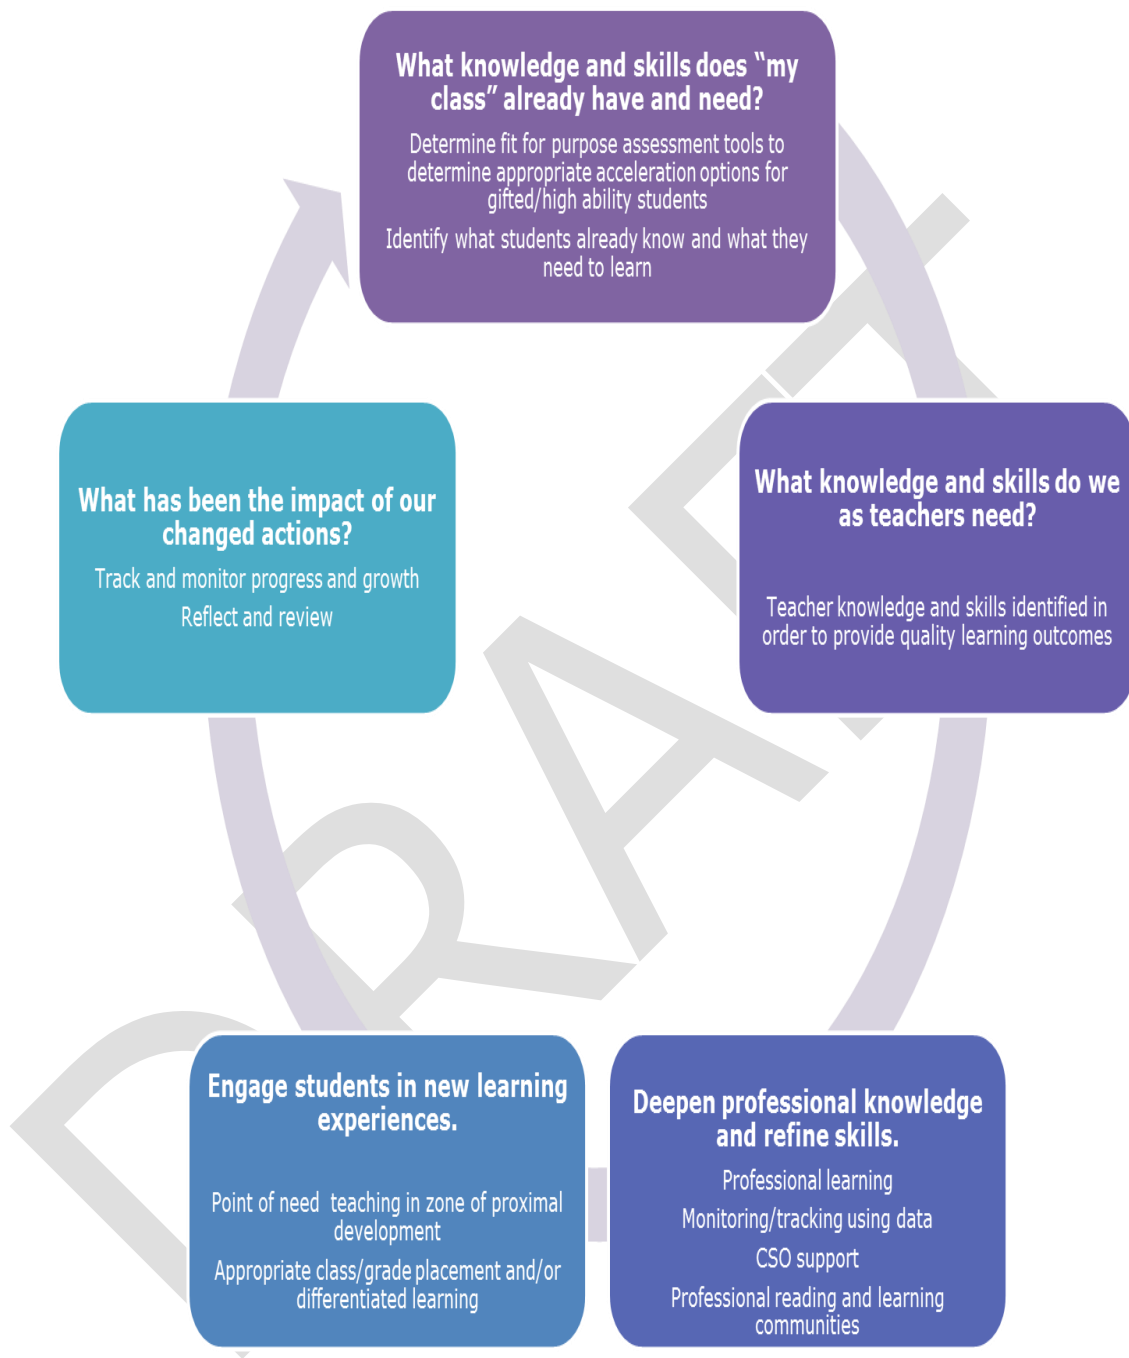 What knowledge and skills does “my
class” already have and need?
Determine fit for purpose assessment tools to
determine appropriate acceleration options for
gifted/high ability students
Identify what students already know and what they
need to learn
What knowledge and skills do we
as teachers need?
Teacher knowledge and skills identified in
order to provide quality learning outcomes
Deepen professional knowledge
and refine skills.
Professional learning
Monitoring/tracking using data
CSO support
Professional reading and learning
communities
Engage students in new learning
experiences.
Point of need  teaching in zone of proximal
development
Appropriate class/grade placement and/or
differentiated learning
What has been the impact of our
changed actions?
Track and monitor progress and growth
Reflect and review
DRAFT